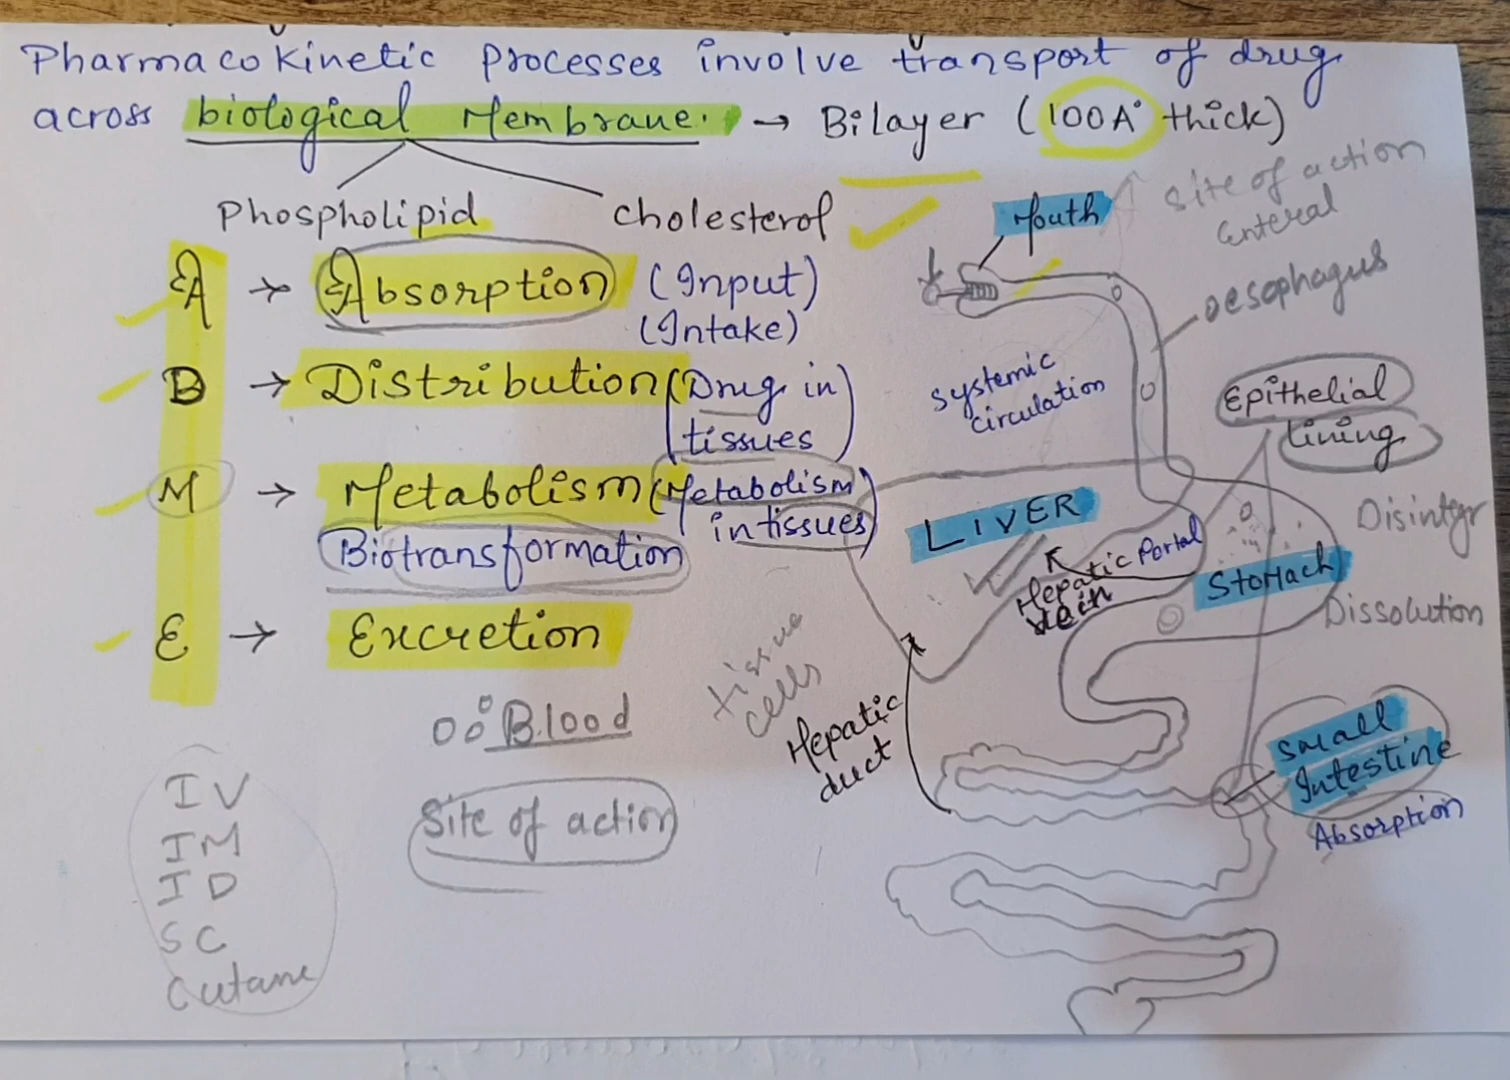 Pharmacokinetic processes involve transport of drug
across biological Membrane. → Bilayer (100A° thick)
Phospholipid
cholesterol
A → Absorption (Input)
(Intake)
D → Distribution (Drug in
tissues)
M → Metabolism (Metabolism
in tissues)
Biotransformation
E → Excretion
Blood
Site of action
IV
IM
ID
SC
Cutane
Mouth
Site of action
enteral
oesophagus
systemic
circulation
Epithelial
lining
LIVER
Hepatic Portal
vein
Stomach
Disintgr
Dissolution
tissue
cells
Hepatic
duct
small
Intestine
Absorption